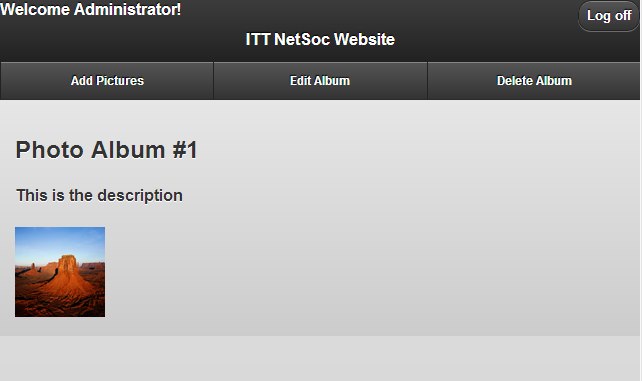 Welcome Administrator!
Log off
ITT NetSoc Website
Add Pictures
Edit Album
Delete Album
Photo Album #1
This is the description